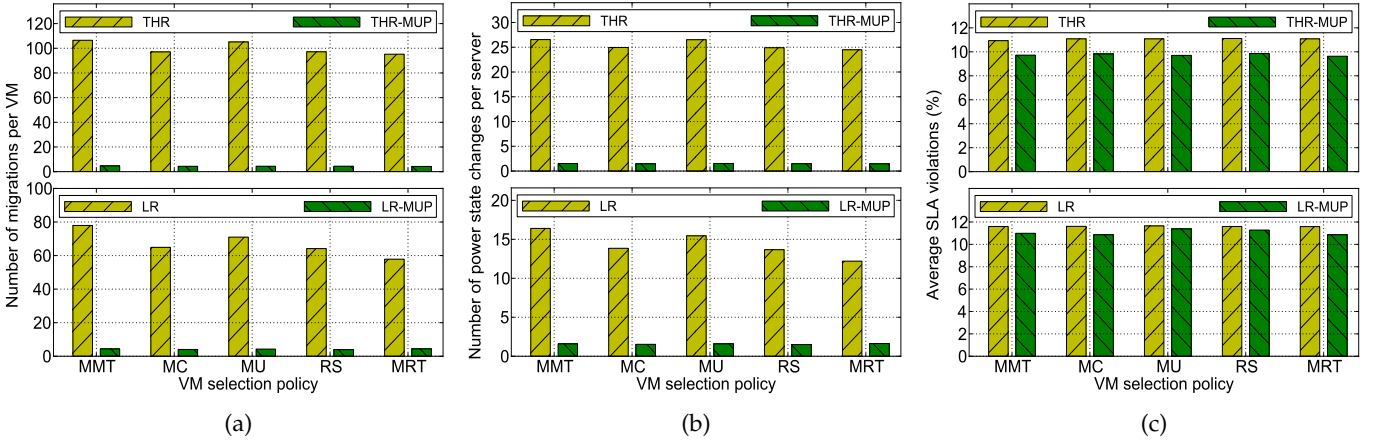 Number of migrations per VM
120
100
80
60
40
20
0
THR
THR-MUP
100
80
60
40
20
0
LR
LR-MUP
MMT MC MU RS MRT
VM selection policy
(a)
Number of power state changes per server
30
25
20
15
10
5
0
THR
THR-MUP
20
15
10
5
0
LR
LR-MUP
MMT MC MU RS MRT
VM selection policy
(b)
Average SLA violations (%)
12
10
8
6
4
2
0
THR
THR-MUP
12
10
8
6
4
2
0
LR
LR-MUP
MMT MC MU RS MRT
VM selection policy
(c)